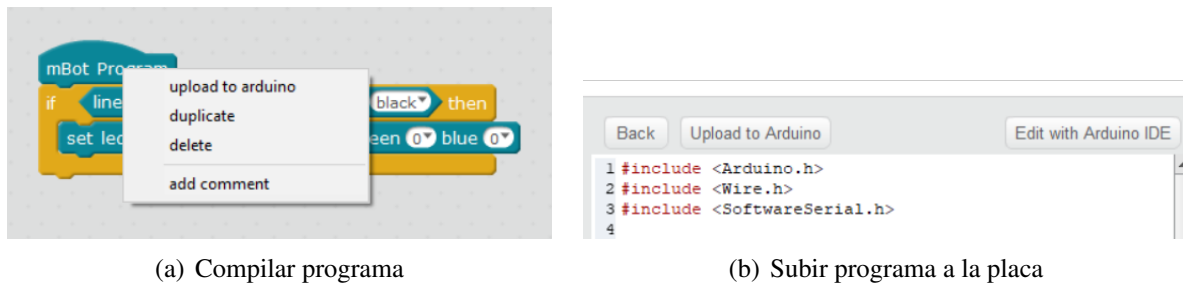 mBot Program
upload to arduino
duplicate
delete
add comment
if line black then
set led een 0 blue 0
Back Upload to Arduino Edit with Arduino IDE
1 #include <Arduino.h>
2 #include <Wire.h>
3 #include <SoftwareSerial.h>
4
(a) Compilar programa
(b) Subir programa a la placa